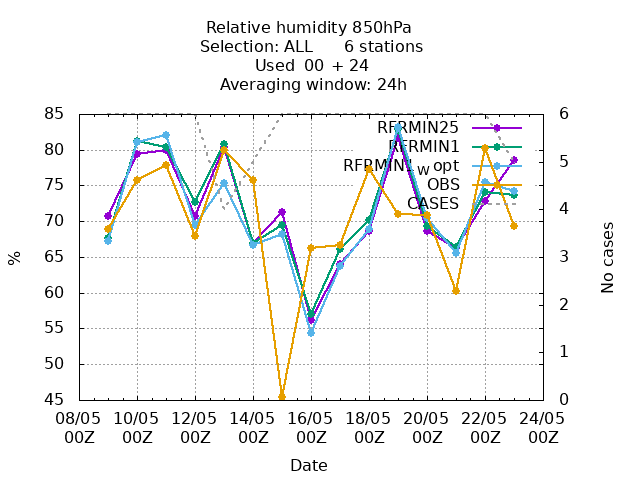 Relative humidity 850hPa
Selection: ALL      6 stations
Used  00 + 24
Averaging window: 24h
85
80
75
70
65
60
55
50
45
6
5
4
3
2
1
0
%
No cases
RFRMIN25
RFRMIN1
RFRMIN1_W_opt
OBS
CASES
08/05 10/05 12/05 14/05 16/05 18/05 20/05 22/05 24/05
00Z 00Z 00Z 00Z 00Z 00Z 00Z 00Z 00Z
Date